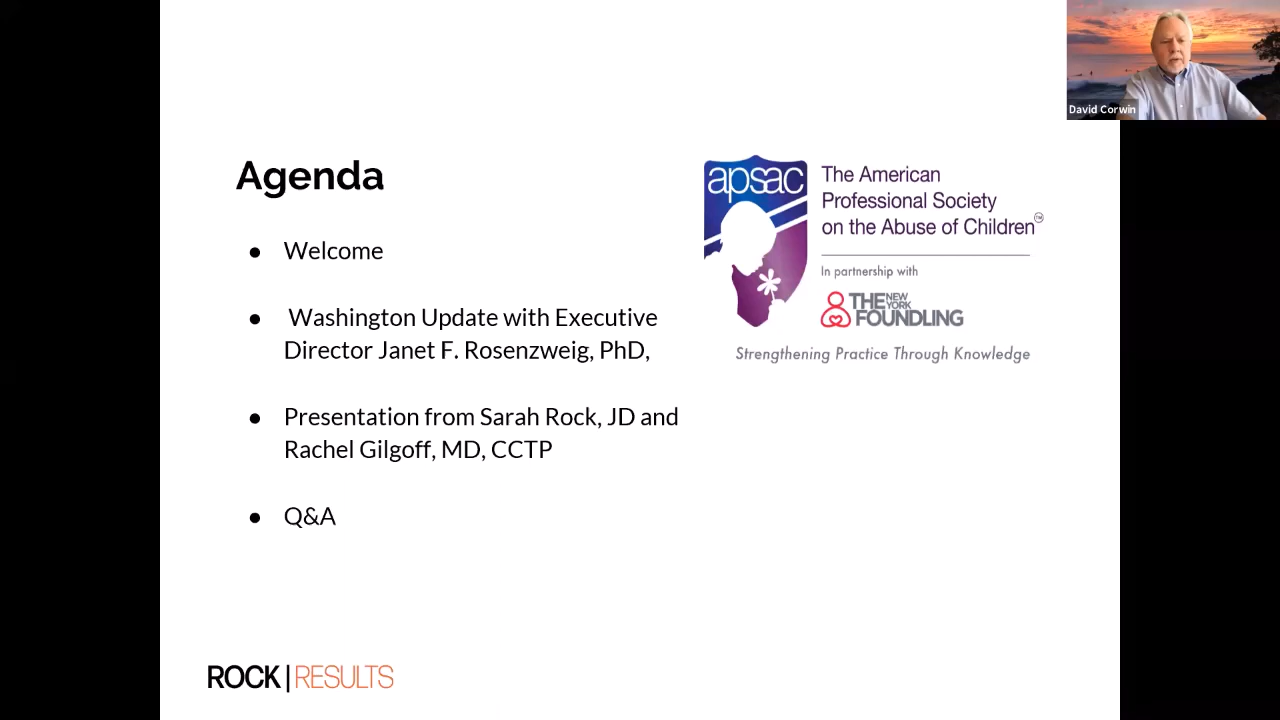 David Corwin
Agenda
● Welcome
● Washington Update with Executive
Director Janet F. Rosenzweig, PhD,
● Presentation from Sarah Rock, JD and
Rachel Gilgoff, MD, CCTP
● Q&A
apsac
The American
Professional Society
on the Abuse of Children™
In partnership with
THE NEW YORK
FOUNDLING
Strengthening Practice Through Knowledge
ROCK|RESULTS